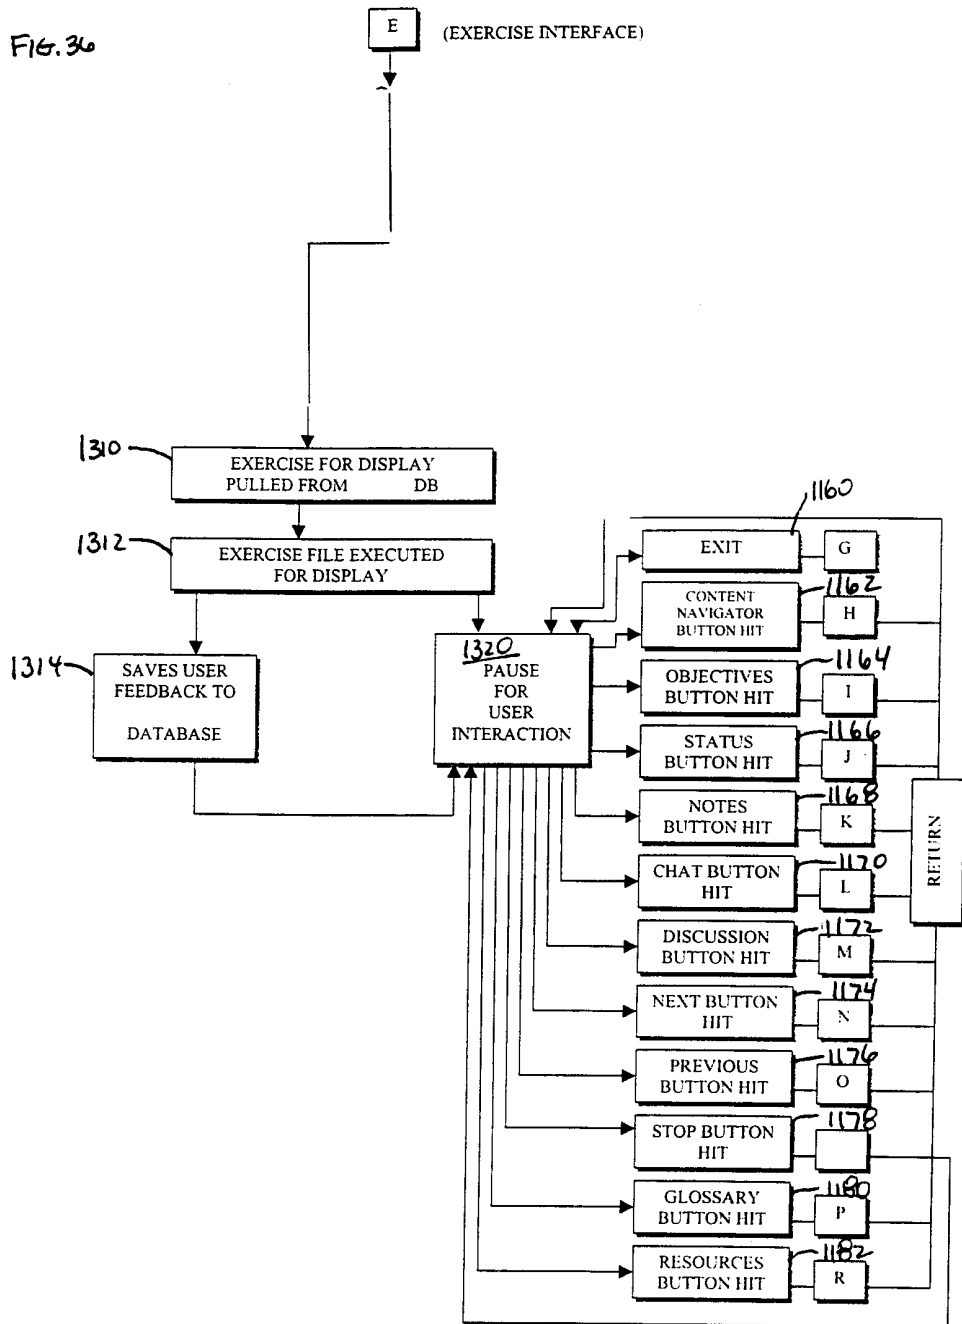 FIG. 36
E
(EXERCISE INTERFACE)
1310
EXERCISE FOR DISPLAY
PULLED FROM DB
1312
EXERCISE FILE EXECUTED
FOR DISPLAY
1314
SAVES USER
FEEDBACK TO
DATABASE
1320
PAUSE
FOR
USER
INTERACTION
1160
EXIT
G
1162
CONTENT
NAVIGATOR
BUTTON HIT
H
1164
OBJECTIVES
BUTTON HIT
I
1166
STATUS
BUTTON HIT
J
1168
NOTES
BUTTON HIT
K
1170
CHAT BUTTON
HIT
L
RETURN
1172
DISCUSSION
BUTTON HIT
M
1174
NEXT BUTTON
HIT
N
1176
PREVIOUS
BUTTON HIT
O
1178
STOP BUTTON
HIT
1180
GLOSSARY
BUTTON HIT
P
1182
RESOURCES
BUTTON HIT
R